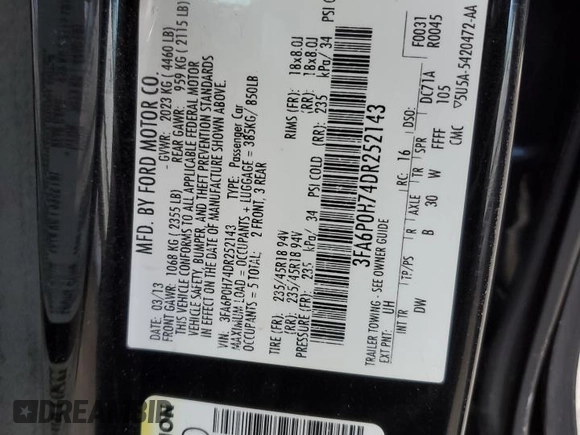 MFD. BY FORD MOTOR CO.
DATE: 03/13 GVWR: 2023 KG ( 4460 LB)
FRONT GAWR: 1068 KG ( 2355 LB) REAR GAWR: 959 KG ( 2115 LB)
THIS VEHICLE CONFORMS TO ALL APPLICABLE FEDERAL MOTOR
VEHICLE SAFETY, BUMPER, AND THEFT PREVENTION STANDARDS
IN EFFECT ON THE DATE OF MANUFACTURE SHOWN ABOVE.
VIN: 3FA6P0H74DR252143 TYPE: Passenger Car
MAXIMUM LOAD = OCCUPANTS + LUGGAGE = 385KG/ 850LB
OCCUPANTS = 5 TOTAL: 2 FRONT, 3 REAR
TIRE (FR): 235/45R18 94V RIMS (FR): 18x8.0J
(RR): 235/45R18 94V (RR): 18x8.0J
PRESSURE (FR): 235 kPa/ 34 PSI COLD (RR): 235 kPa/ 34 PSI COLD
3FA6P0H74DR252143
TRAILER TOWING - SEE OWNER GUIDE
F0031
R0045
EXT PNT: UH RC: 16 DSO: DC71A
INT TR TP/PS R AXLE TR SPR
DW B 30 W FFFF 105
CMC ▽5U5A-5420472-AA
ION
DREAMBID